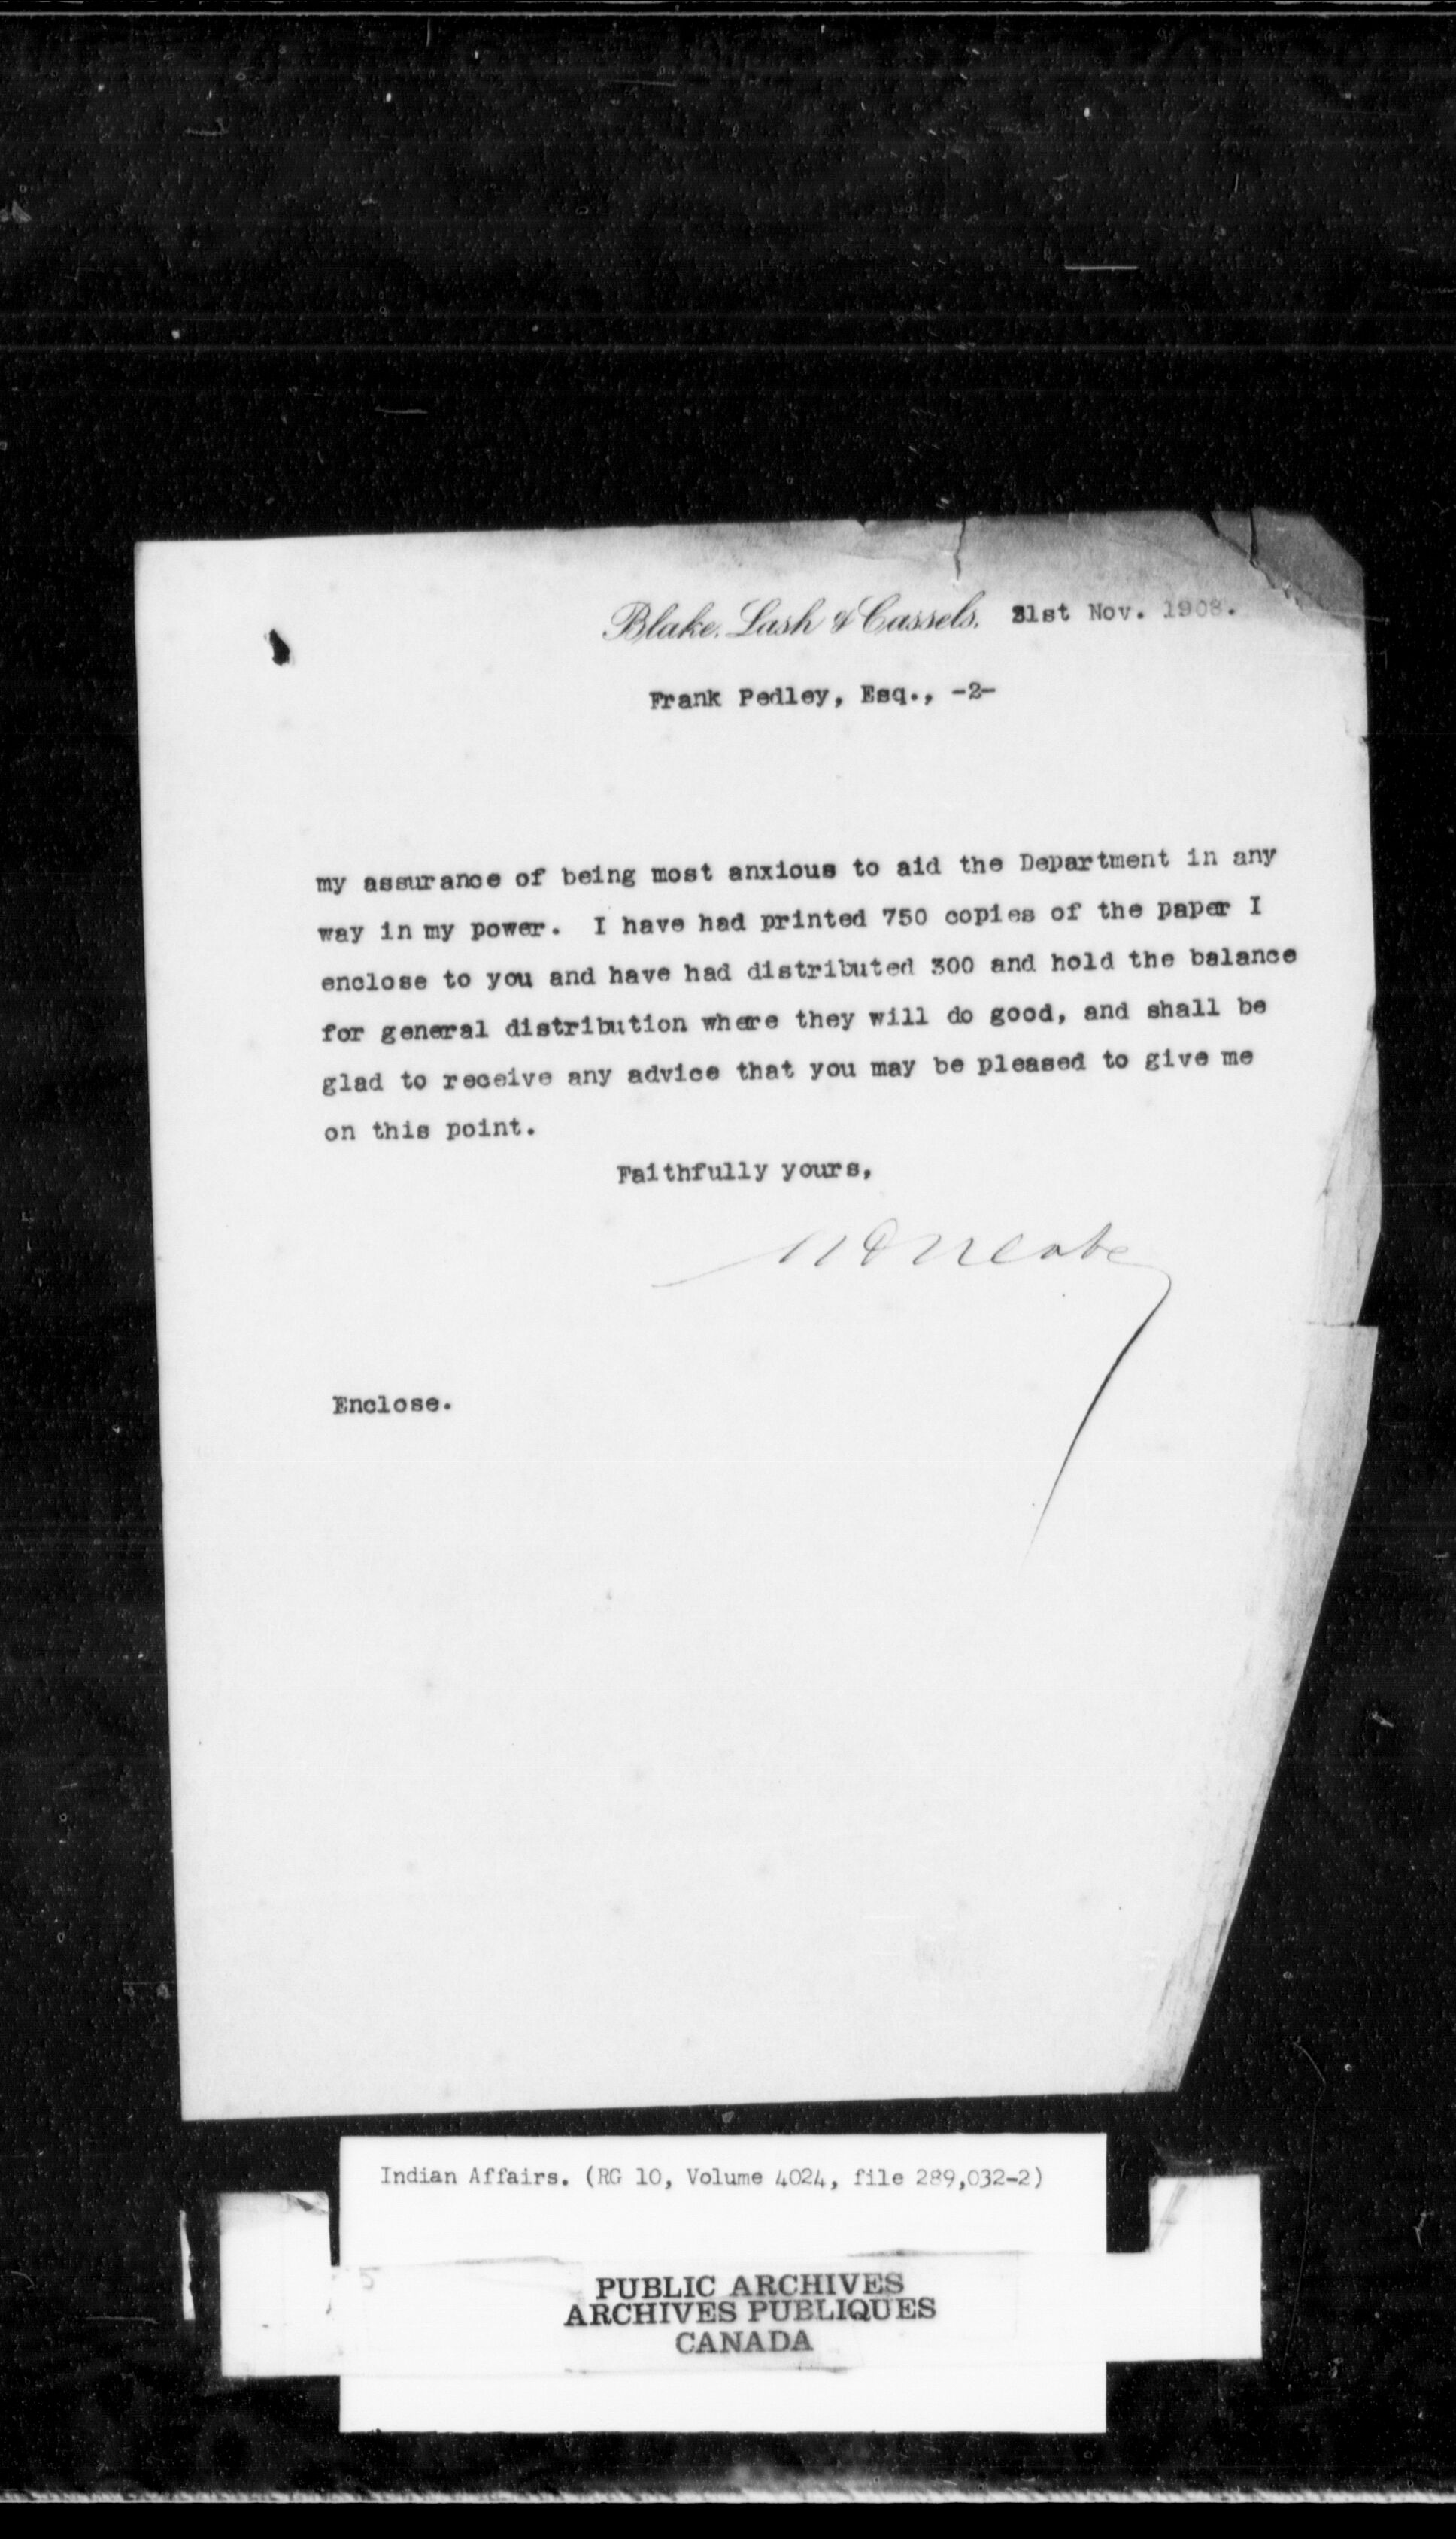 Blake, Lash & Cassels, 21st Nov. 1908.
Frank Pedley, Esq., -2-
my assurance of being most anxious to aid the Department in any
way in my power. I have had printed 750 copies of the paper I
enclose to you and have had distributed 300 and hold the balance
for general distribution where they will do good, and shall be
glad to receive any advice that you may be pleased to give me
on this point.
Faithfully yours,
Enclose.
Indian Affairs. (RG 10, Volume 4024, file 289,032-2)
PUBLIC ARCHIVES
ARCHIVES PUBLIQUES
CANADA